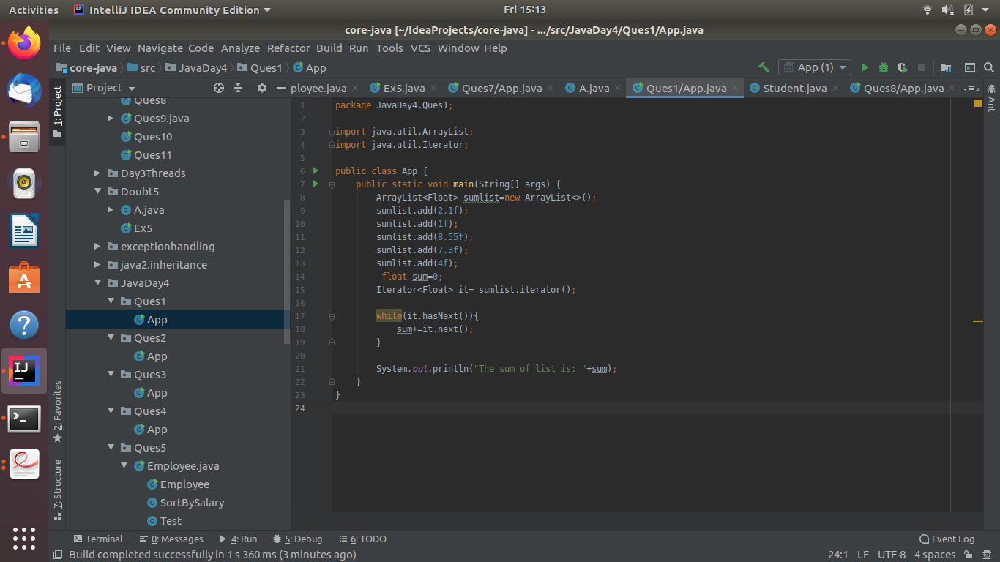 Activities IntelliJ IDEA Community Edition Fri 15:13
core-java [~/IdeaProjects/core-java] - .../src/JavaDay4/Ques1/App.java
File Edit View Navigate Code Analyze Refactor Build Run Tools VCS Window Help
core-java src JavaDay4 Ques1 App App (1)
Project ployee.java Ex5.java Ques7/App.java A.java Ques1/App.java Student.java Ques8/App.java 4
1: Project
2: Favorites
7: Structure
Ques8
Ques9.java
Ques10
Ques11
Day3Threads
Doubt5
A.java
Ex5
exceptionhandling
java2.inheritance
JavaDay4
Ques1
App
Ques2
App
Ques3
App
Ques4
App
Ques5
Employee.java
Employee
SortBySalary
Test
1 package JavaDay4.Ques1;
2
3 import java.util.ArrayList;
4 import java.util.Iterator;
5
6 public class App {
7 public static void main(String[] args) {
8 ArrayList<Float> sumlist=new ArrayList<>();
9 sumlist.add(2.1f);
10 sumlist.add(1f);
11 sumlist.add(8.55f);
12 sumlist.add(7.3f);
13 sumlist.add(4f);
14 float sum=0;
15 Iterator<Float> it= sumlist.iterator();
16
17 while(it.hasNext()){
18 sum+=it.next();
19 }
20
21 System.out.println("The sum of list is: "+sum);
22 }
23 }
24
Ant
Terminal 0: Messages 4: Run 5: Debug 6: TODO Event Log
Build completed successfully in 1 s 360 ms (3 minutes ago) 24:1 LF UTF-8 4 spaces